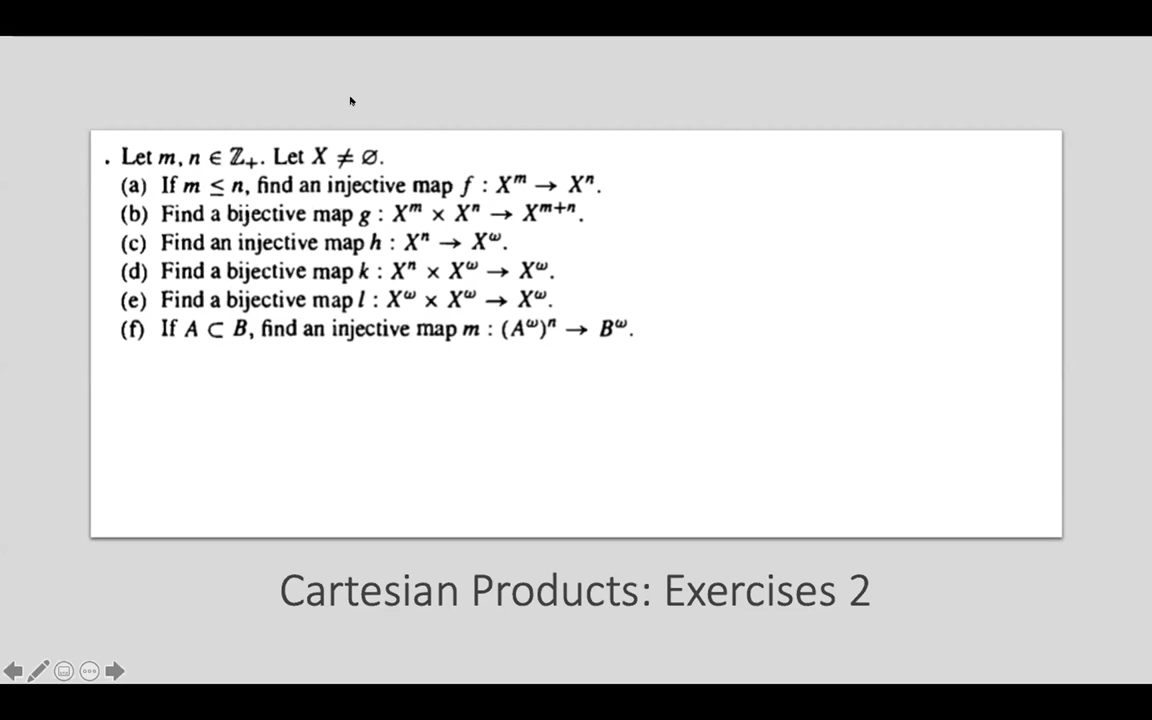 . Let m, n ∈ ℤ₊. Let X ≠ ∅.
(a) If m ≤ n, find an injective map f : Xᵐ → Xⁿ.
(b) Find a bijective map g : Xᵐ × Xⁿ → Xᵐ⁺ⁿ.
(c) Find an injective map h : Xⁿ → X^ω.
(d) Find a bijective map k : Xⁿ × X^ω → X^ω.
(e) Find a bijective map l : X^ω × X^ω → X^ω.
(f) If A ⊂ B, find an injective map m : (A^ω)ⁿ → B^ω.
Cartesian Products: Exercises 2